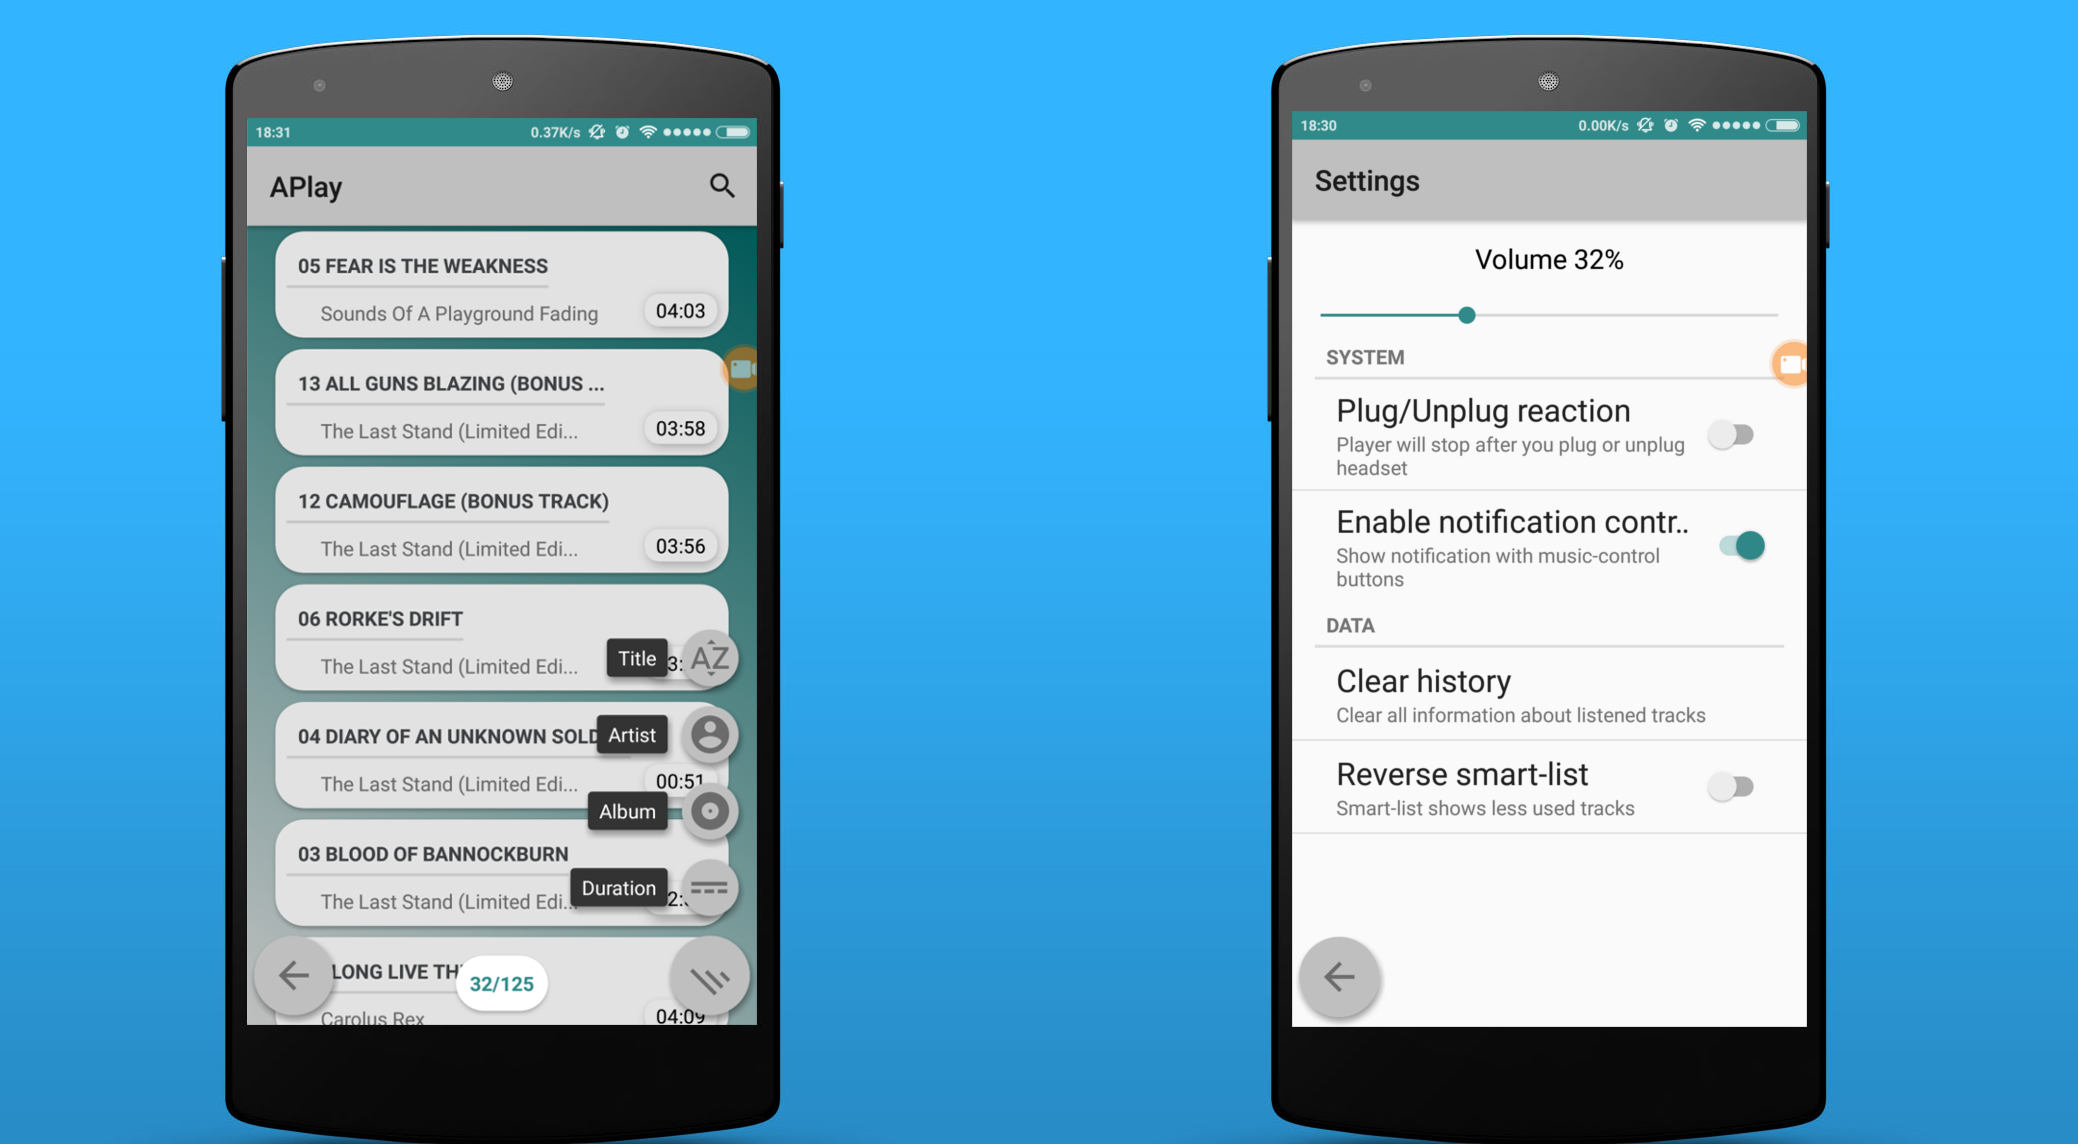 18:31
0.37K/s
APlay
05 FEAR IS THE WEAKNESS
Sounds Of A Playground Fading
04:03
13 ALL GUNS BLAZING (BONUS ...
The Last Stand (Limited Edi...
03:58
12 CAMOUFLAGE (BONUS TRACK)
The Last Stand (Limited Edi...
03:56
06 RORKE'S DRIFT
The Last Stand (Limited Edi...
Title
3:
AZ
04 DIARY OF AN UNKNOWN SOLD
Artist
The Last Stand (Limited Edi...
00:51
Album
03 BLOOD OF BANNOCKBURN
The Last Stand (Limited Edi...
Duration
2:
LONG LIVE TH
32/125
Carolus Rex
04:09
18:30
0.00K/s
Settings
Volume 32%
SYSTEM
Plug/Unplug reaction
Player will stop after you plug or unplug
headset
Enable notification contr..
Show notification with music-control
buttons
DATA
Clear history
Clear all information about listened tracks
Reverse smart-list
Smart-list shows less used tracks